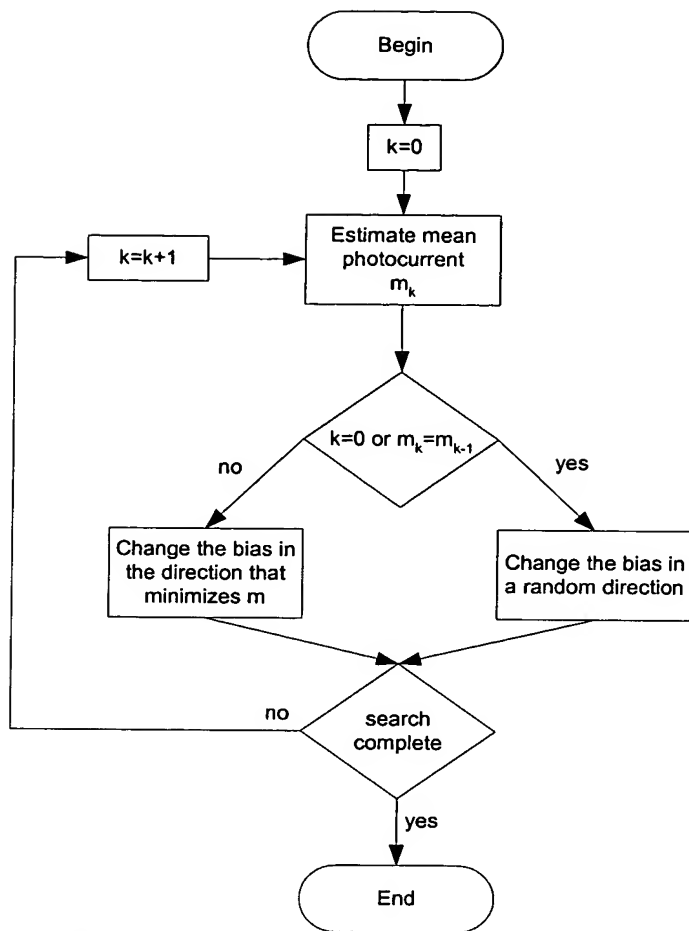 Begin
k=0
k=k+1
Estimate mean
photocurrent
m_k
k=0 or m_k=m_{k-1}
no
yes
Change the bias in
the direction that
minimizes m
Change the bias in
a random direction
no
search
complete
yes
End